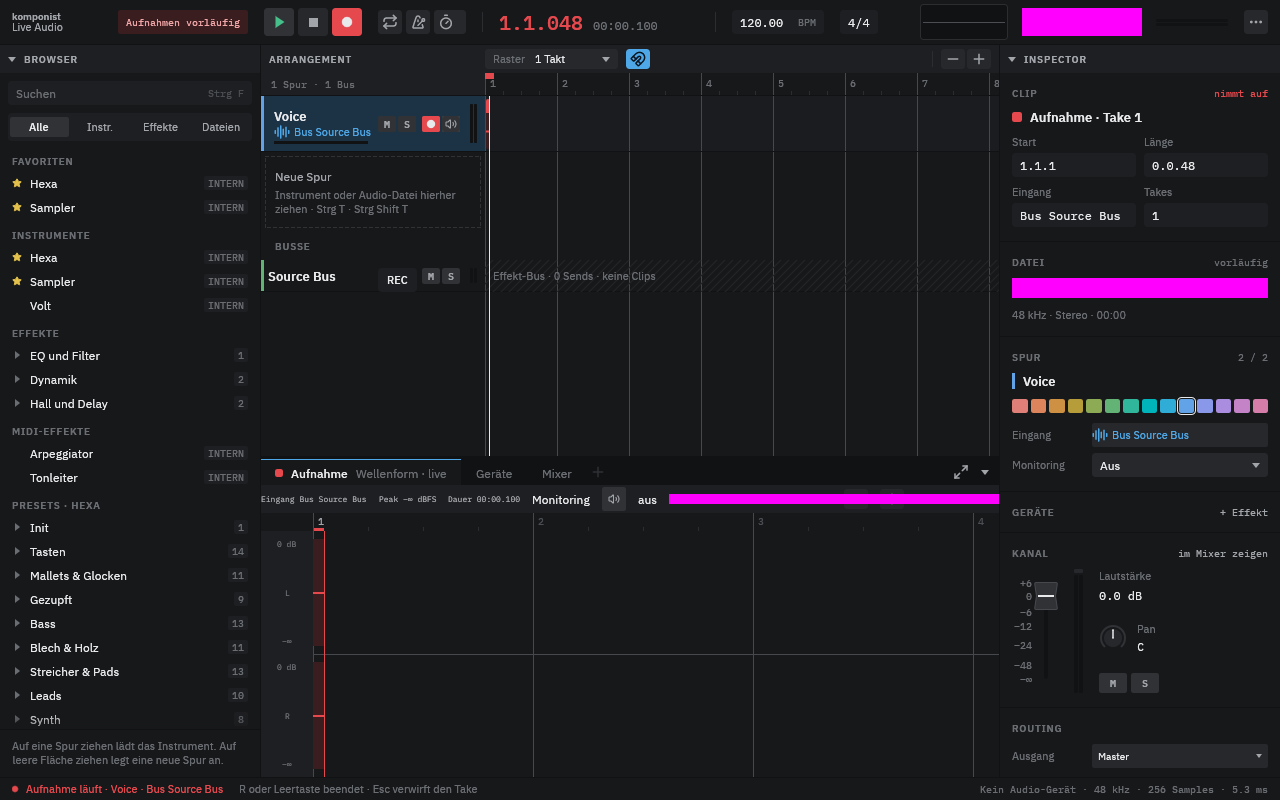 komponist
Live Audio
Aufnahmen vorläufig
1.1.048 00:00.100
120.00 BPM
4/4
BROWSER
Suchen Strg F
Alle Instr. Effekte Dateien
FAVORITEN
Hexa INTERN
Sampler INTERN
INSTRUMENTE
Hexa INTERN
Sampler INTERN
Volt INTERN
EFFEKTE
EQ und Filter 1
Dynamik 2
Hall und Delay 2
MIDI-EFFEKTE
Arpeggiator INTERN
Tonleiter INTERN
PRESETS · HEXA
Init 1
Tasten 14
Mallets & Glocken 11
Gezupft 9
Bass 13
Blech & Holz 11
Streicher & Pads 13
Leads 10
Synth 8
Auf eine Spur ziehen lädt das Instrument. Auf
leere Fläche ziehen legt eine neue Spur an.
ARRANGEMENT
Raster 1 Takt
1 Spur · 1 Bus
1 2 3 4 5 6 7 8
Voice
Bus Source Bus
M S
Neue Spur
Instrument oder Audio-Datei hierher
ziehen · Strg T · Strg Shift T
BUSSE
Source Bus REC M S
Effekt-Bus · 0 Sends · keine Clips
Aufnahme Wellenform · live Geräte Mixer +
Eingang Bus Source Bus Peak −∞ dBFS Dauer 00:00.100 Monitoring aus
1 2 3 4
0 dB
L
−∞
0 dB
R
−∞
INSPECTOR
CLIP nimmt auf
Aufnahme · Take 1
Start Länge
1.1.1 0.0.48
Eingang Takes
Bus Source Bus 1
DATEI vorläufig
48 kHz · Stereo · 00:00
SPUR 2 / 2
Voice
Eingang Bus Source Bus
Monitoring Aus
GERÄTE + Effekt
KANAL im Mixer zeigen
+6
0
−6
−12
−24
−48
−∞
Lautstärke
0.0 dB
Pan
C
M S
ROUTING
Ausgang Master
Aufnahme läuft · Voice · Bus Source Bus R oder Leertaste beendet · Esc verwirft den Take
Kein Audio-Gerät · 48 kHz · 256 Samples · 5.3 ms